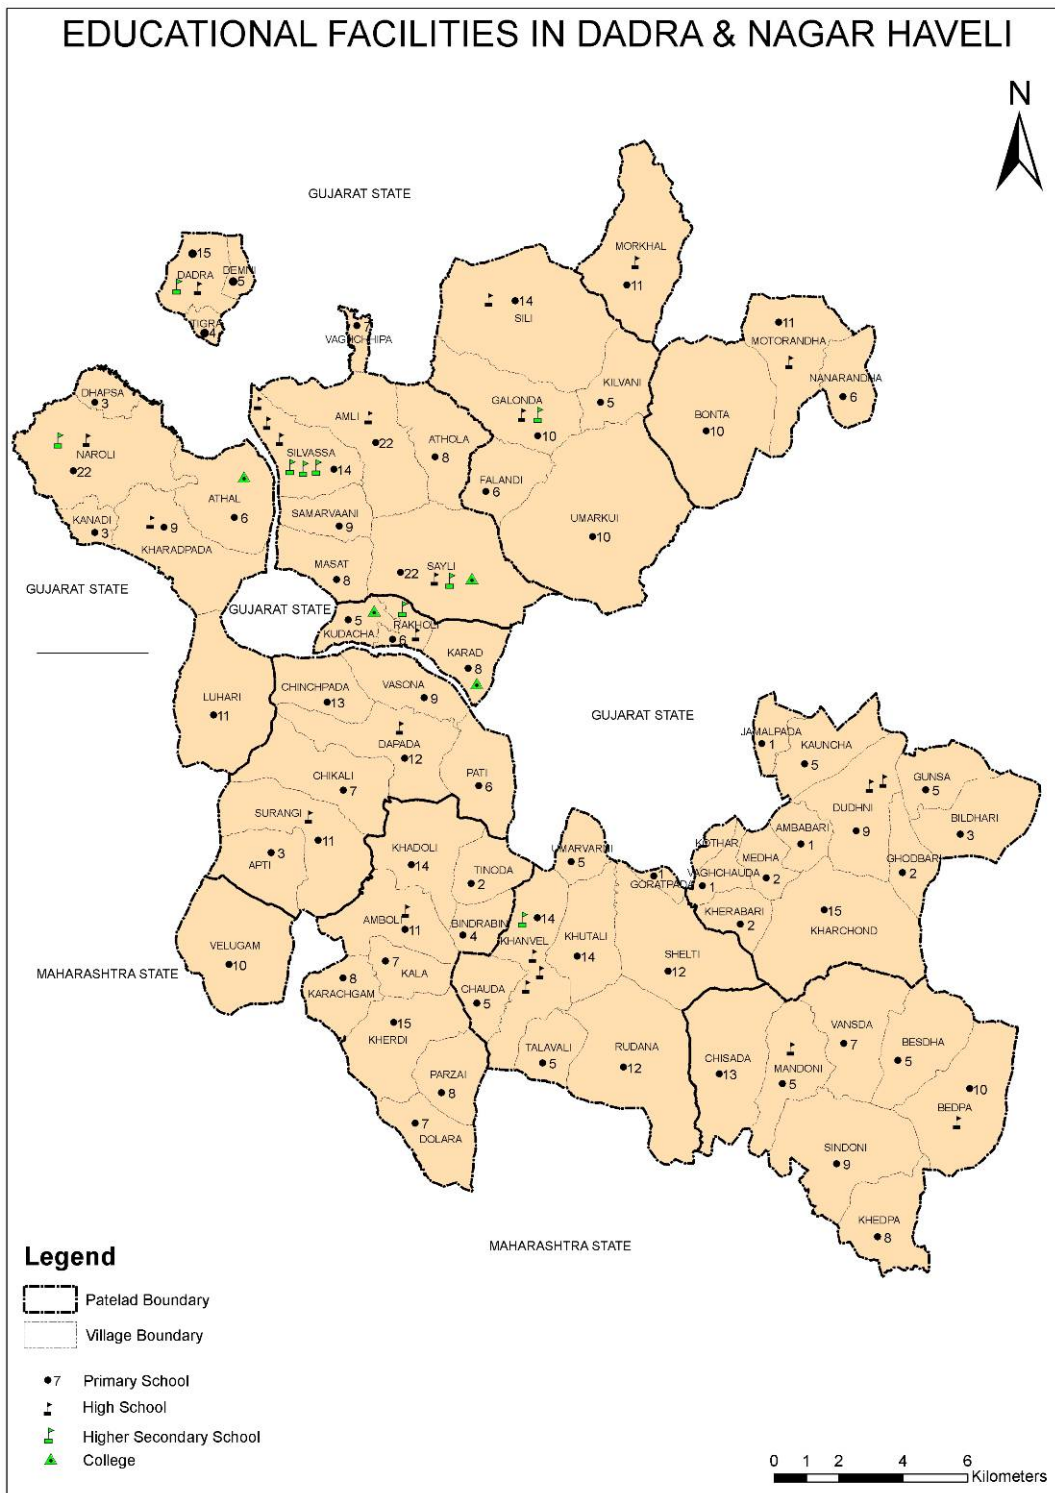 EDUCATIONAL FACILITIES IN DADRA & NAGAR HAVELI
N
GUJARAT STATE
MORKHAL
11
15
DADRA
DEMNI
5
TIGRA
4
14
SILI
7
VAGHCHHIPA
11
MOTORANDHA
NANARANDHA
6
KILVANI
5
DHAPSA
3
GALONDA
10
BONTA
10
AMLI
22
ATHOLA
8
NAROLI
22
SILVASSA
14
FALANDI
6
ATHAL
6
UMARKUI
10
KANADI
3
9
KHARADPADA
SAMARVAANI
9
MASAT
8
22
SAYLI
GUJARAT STATE
GUJARAT STATE
5
KUDACHA
RAKHOLI
6
KARAD
8
LUHARI
11
CHINCHPADA
13
VASONA
9
GUJARAT STATE
JAMALPADA
1
KAUNCHA
5
DAPADA
12
CHIKALI
7
PATI
6
GUNSA
5
DUDHNI
9
BILDHARI
3
SURANGI
11
APTI
3
KHADOLI
14
TINODA
2
UMARVARNI
5
GORATPADA
1
KOTHAR
VAGHCHAUDA
1
MEDHA
2
AMBABARI
1
GHODBARI
2
KHERABARI
2
15
KHARCHOND
AMBOLI
11
BINDRABIN
4
14
KHANVEL
KHUTALI
14
SHELTI
12
VELUGAM
10
MAHARASHTRA STATE
7
KALA
8
KARACHGAM
CHAUDA
5
15
KHERDI
TALAVALI
5
RUDANA
12
CHISADA
13
MANDONI
5
VANSDA
7
BESDHA
5
10
BEDPA
PARZAI
8
7
DOLARA
SINDONI
9
KHEDPA
8
MAHARASHTRA STATE
Legend
Patelad Boundary
Village Boundary
7 Primary School
High School
Higher Secondary School
College
0 1 2 4 6
Kilometers